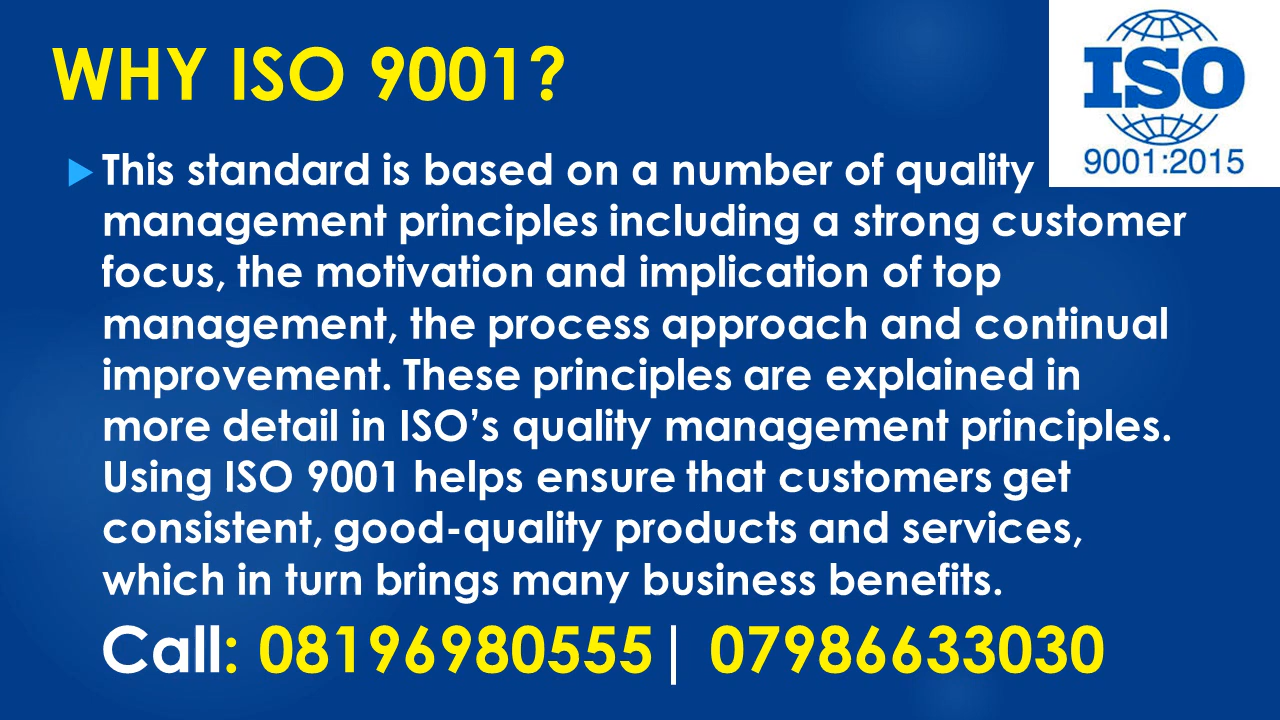 WHY ISO 9001?
ISO
9001:2015
This standard is based on a number of quality
management principles including a strong customer
focus, the motivation and implication of top
management, the process approach and continual
improvement. These principles are explained in
more detail in ISO’s quality management principles.
Using ISO 9001 helps ensure that customers get
consistent, good-quality products and services,
which in turn brings many business benefits.
Call: 08196980555| 07986633030